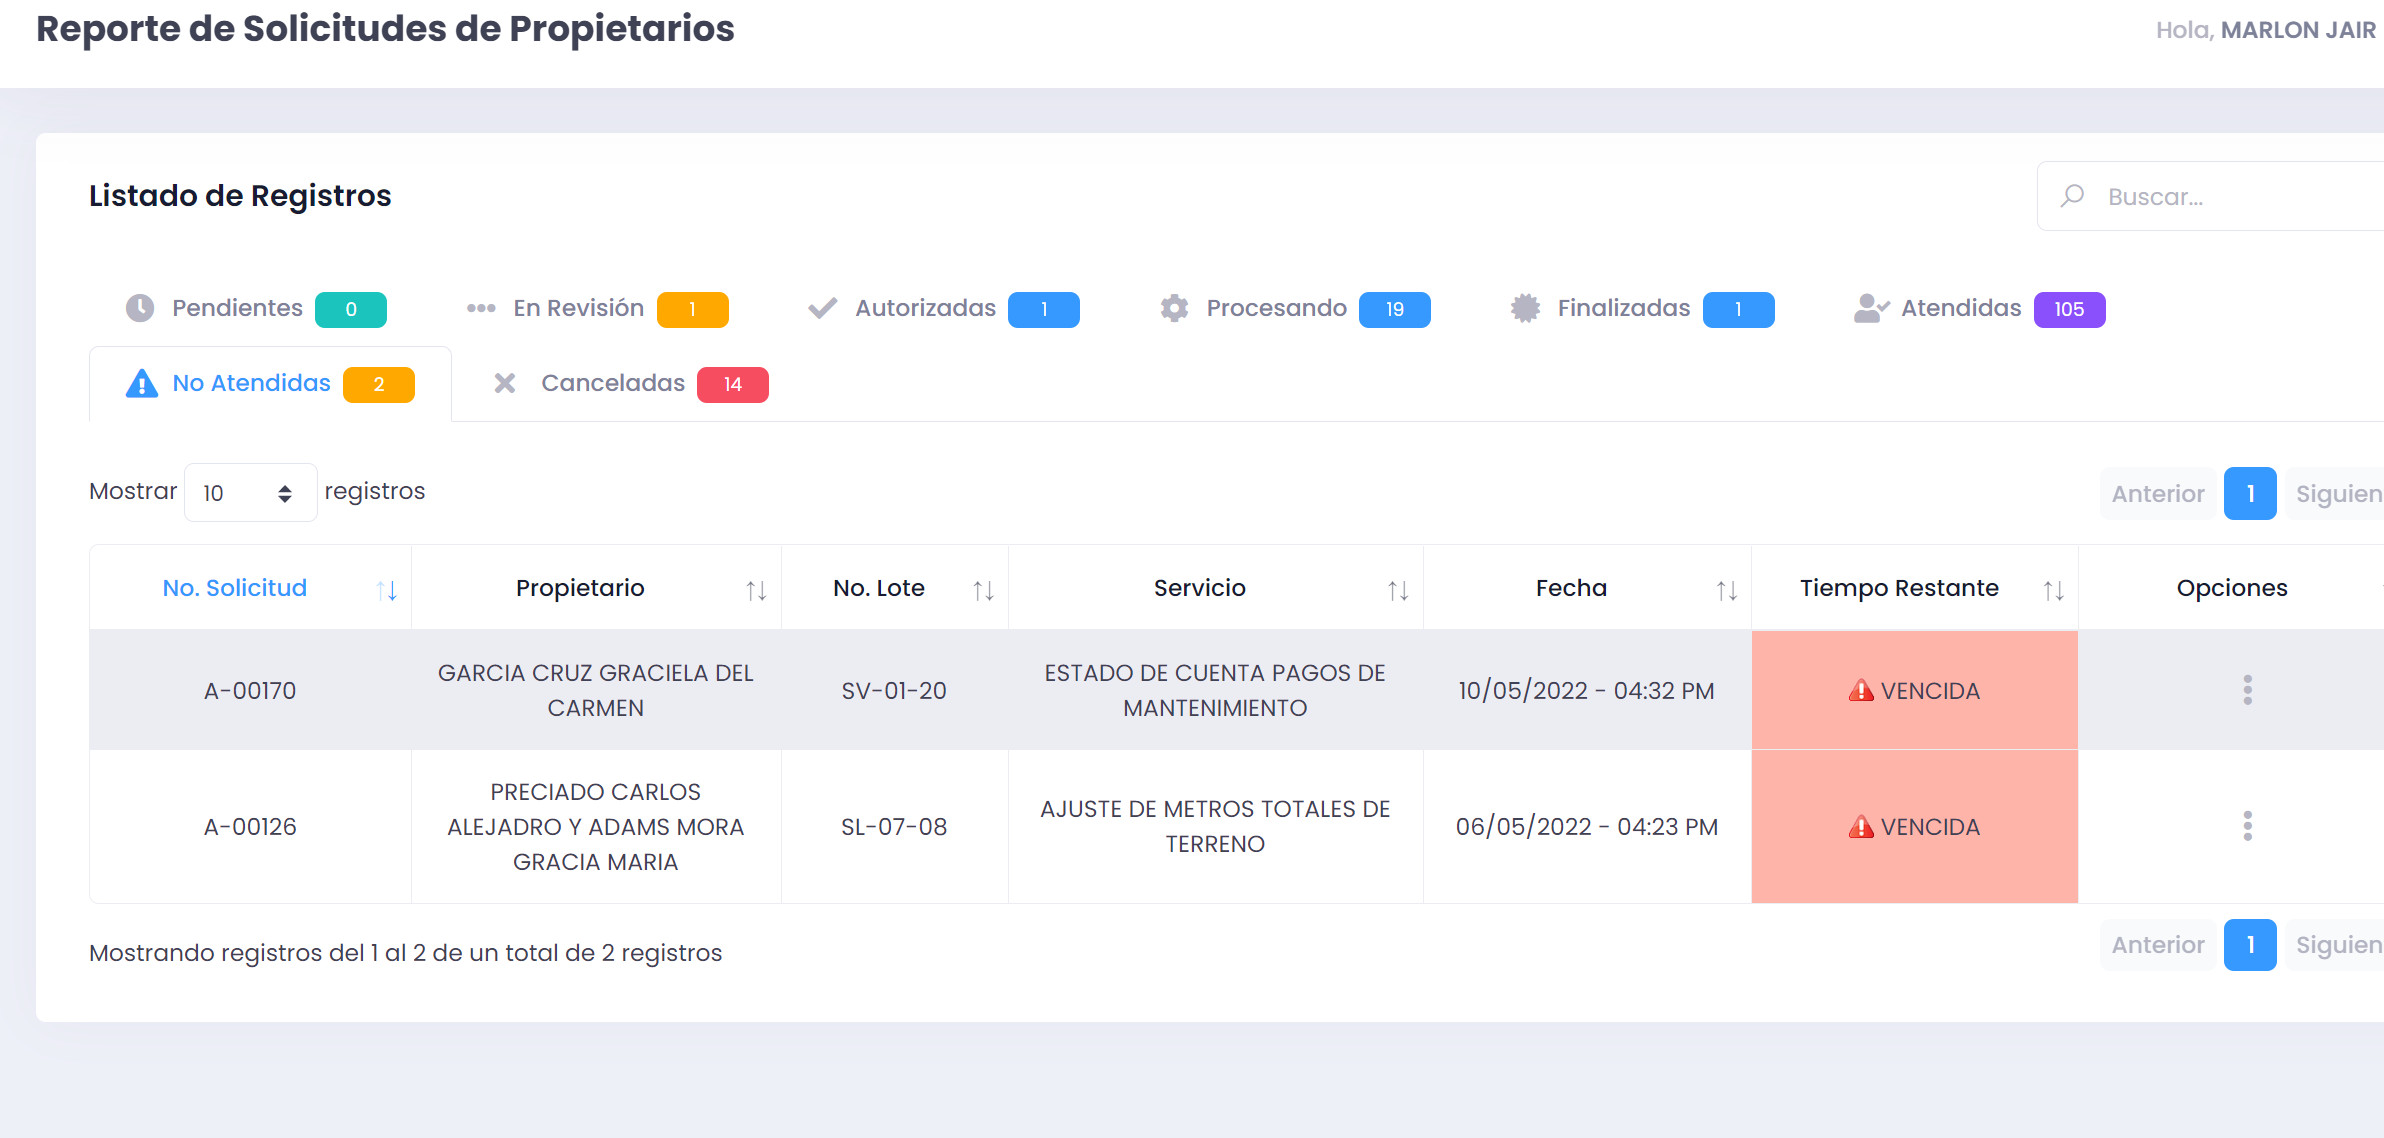 Reporte de Solicitudes de Propietarios
Hola, MARLON JAIR
Listado de Registros
Buscar...
Pendientes 0
En Revisión 1
Autorizadas 1
Procesando 19
Finalizadas 1
Atendidas 105
No Atendidas 2
Canceladas 14
Mostrar 10 registros
Anterior 1 Siguien
No. Solicitud
Propietario
No. Lote
Servicio
Fecha
Tiempo Restante
Opciones
A-00170
GARCIA CRUZ GRACIELA DEL
CARMEN
SV-01-20
ESTADO DE CUENTA PAGOS DE
MANTENIMIENTO
10/05/2022 - 04:32 PM
VENCIDA
A-00126
PRECIADO CARLOS
ALEJADRO Y ADAMS MORA
GRACIA MARIA
SL-07-08
AJUSTE DE METROS TOTALES DE
TERRENO
06/05/2022 - 04:23 PM
VENCIDA
Mostrando registros del 1 al 2 de un total de 2 registros
Anterior 1 Siguien